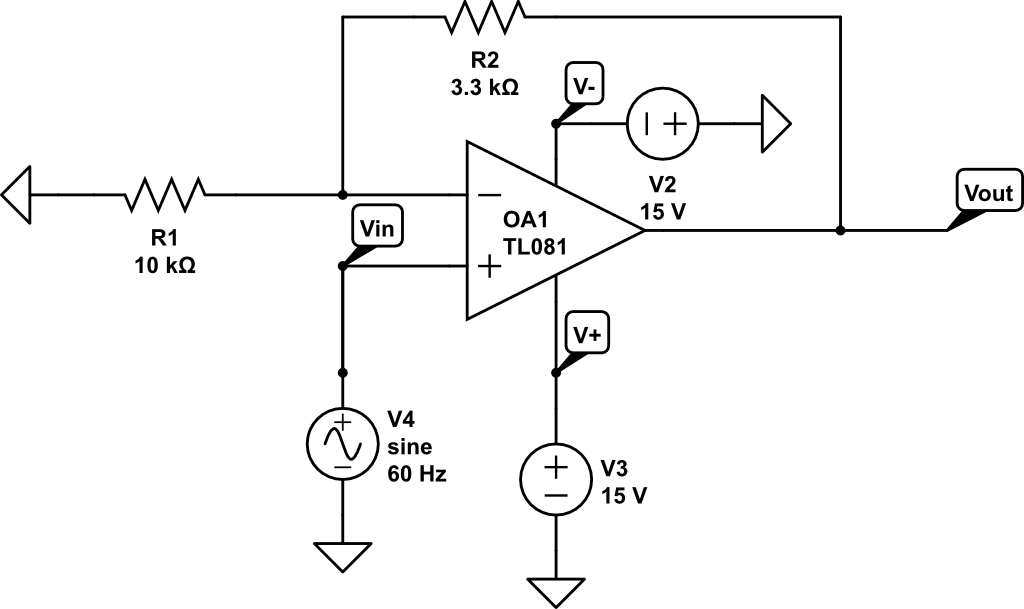 R2
3.3 kΩ
V-
V2
15 V
Vout
R1
10 kΩ
Vin
OA1
TL081
V+
V4
sine
60 Hz
V3
15 V